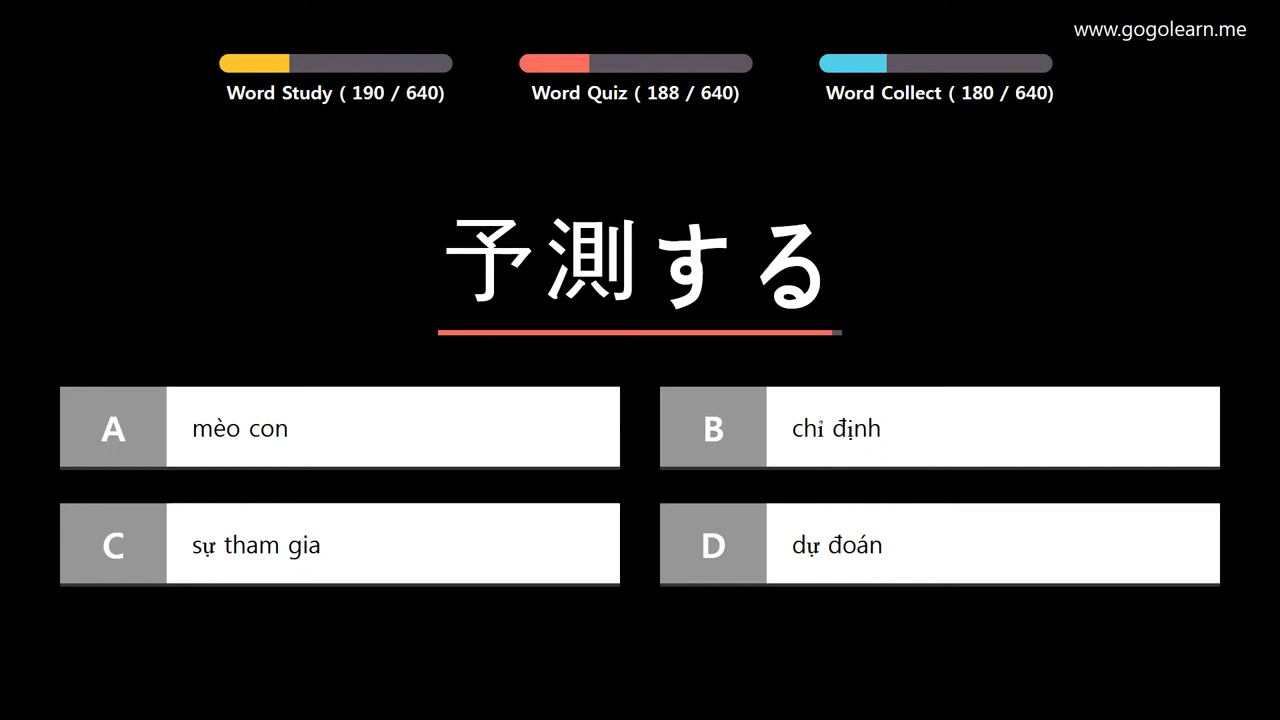 www.gogolearn.me
Word Study ( 190 / 640)
Word Quiz ( 188 / 640)
Word Collect ( 180 / 640)
予測する
A mèo con
B chỉ định
C sự tham gia
D dự đoán